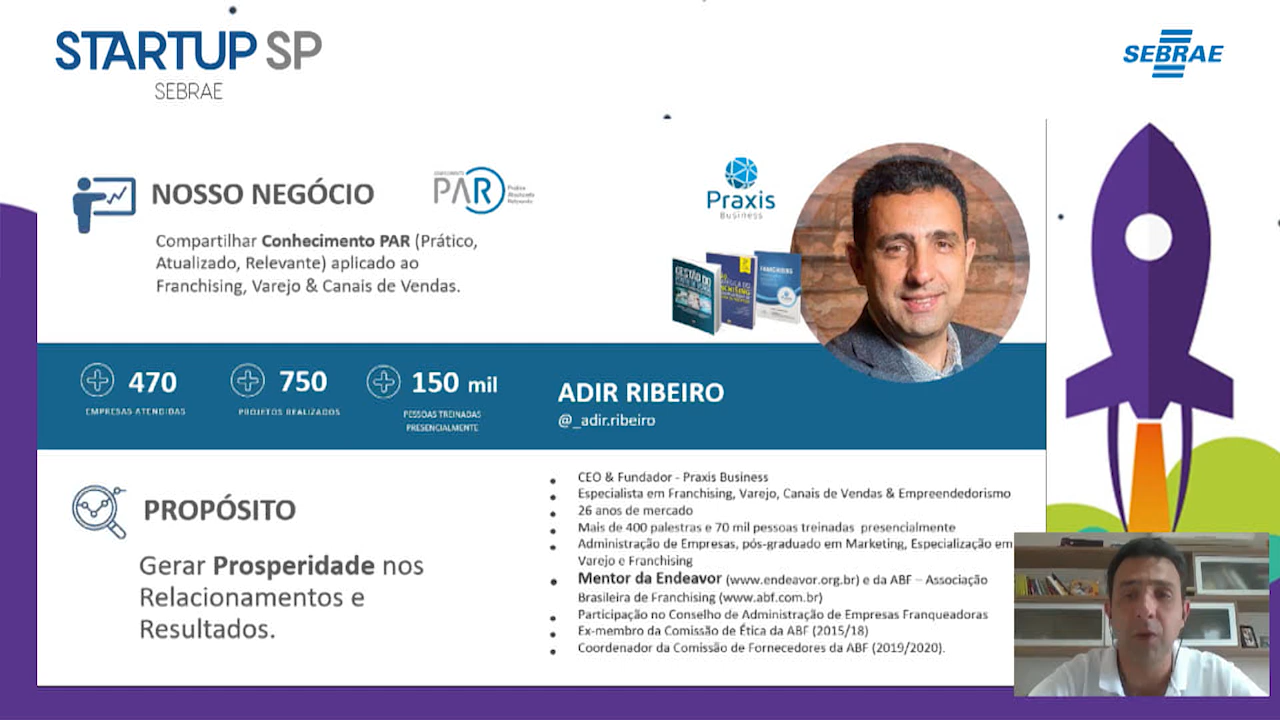 STARTUP SP
SEBRAE
SEBRAE
NOSSO NEGÓCIO
PAR
Compartilhar Conhecimento PAR (Prático,
Atualizado, Relevante) aplicado ao
Franchising, Varejo & Canais de Vendas.
Praxis
Business
GESTÃO DO
FRANCHISING
470
EMPRESAS ATENDIDAS
750
PROJETOS REALIZADOS
150 mil
PESSOAS TREINADAS
PRESENCIALMENTE
ADIR RIBEIRO
@_adir.ribeiro
PROPÓSITO
Gerar Prosperidade nos
Relacionamentos e
Resultados.
• CEO & Fundador - Praxis Business
• Especialista em Franchising, Varejo, Canais de Vendas & Empreendedorismo
• 26 anos de mercado
• Mais de 400 palestras e 70 mil pessoas treinadas presencialmente
• Administração de Empresas, pós-graduado em Marketing, Especialização em
Varejo e Franchising
• Mentor da Endeavor (www.endeavor.org.br) e da ABF – Associação
Brasileira de Franchising (www.abf.com.br)
• Participação no Conselho de Administração de Empresas Franqueadoras
• Ex-membro da Comissão de Ética da ABF (2015/18)
• Coordenador da Comissão de Fornecedores da ABF (2019/2020).